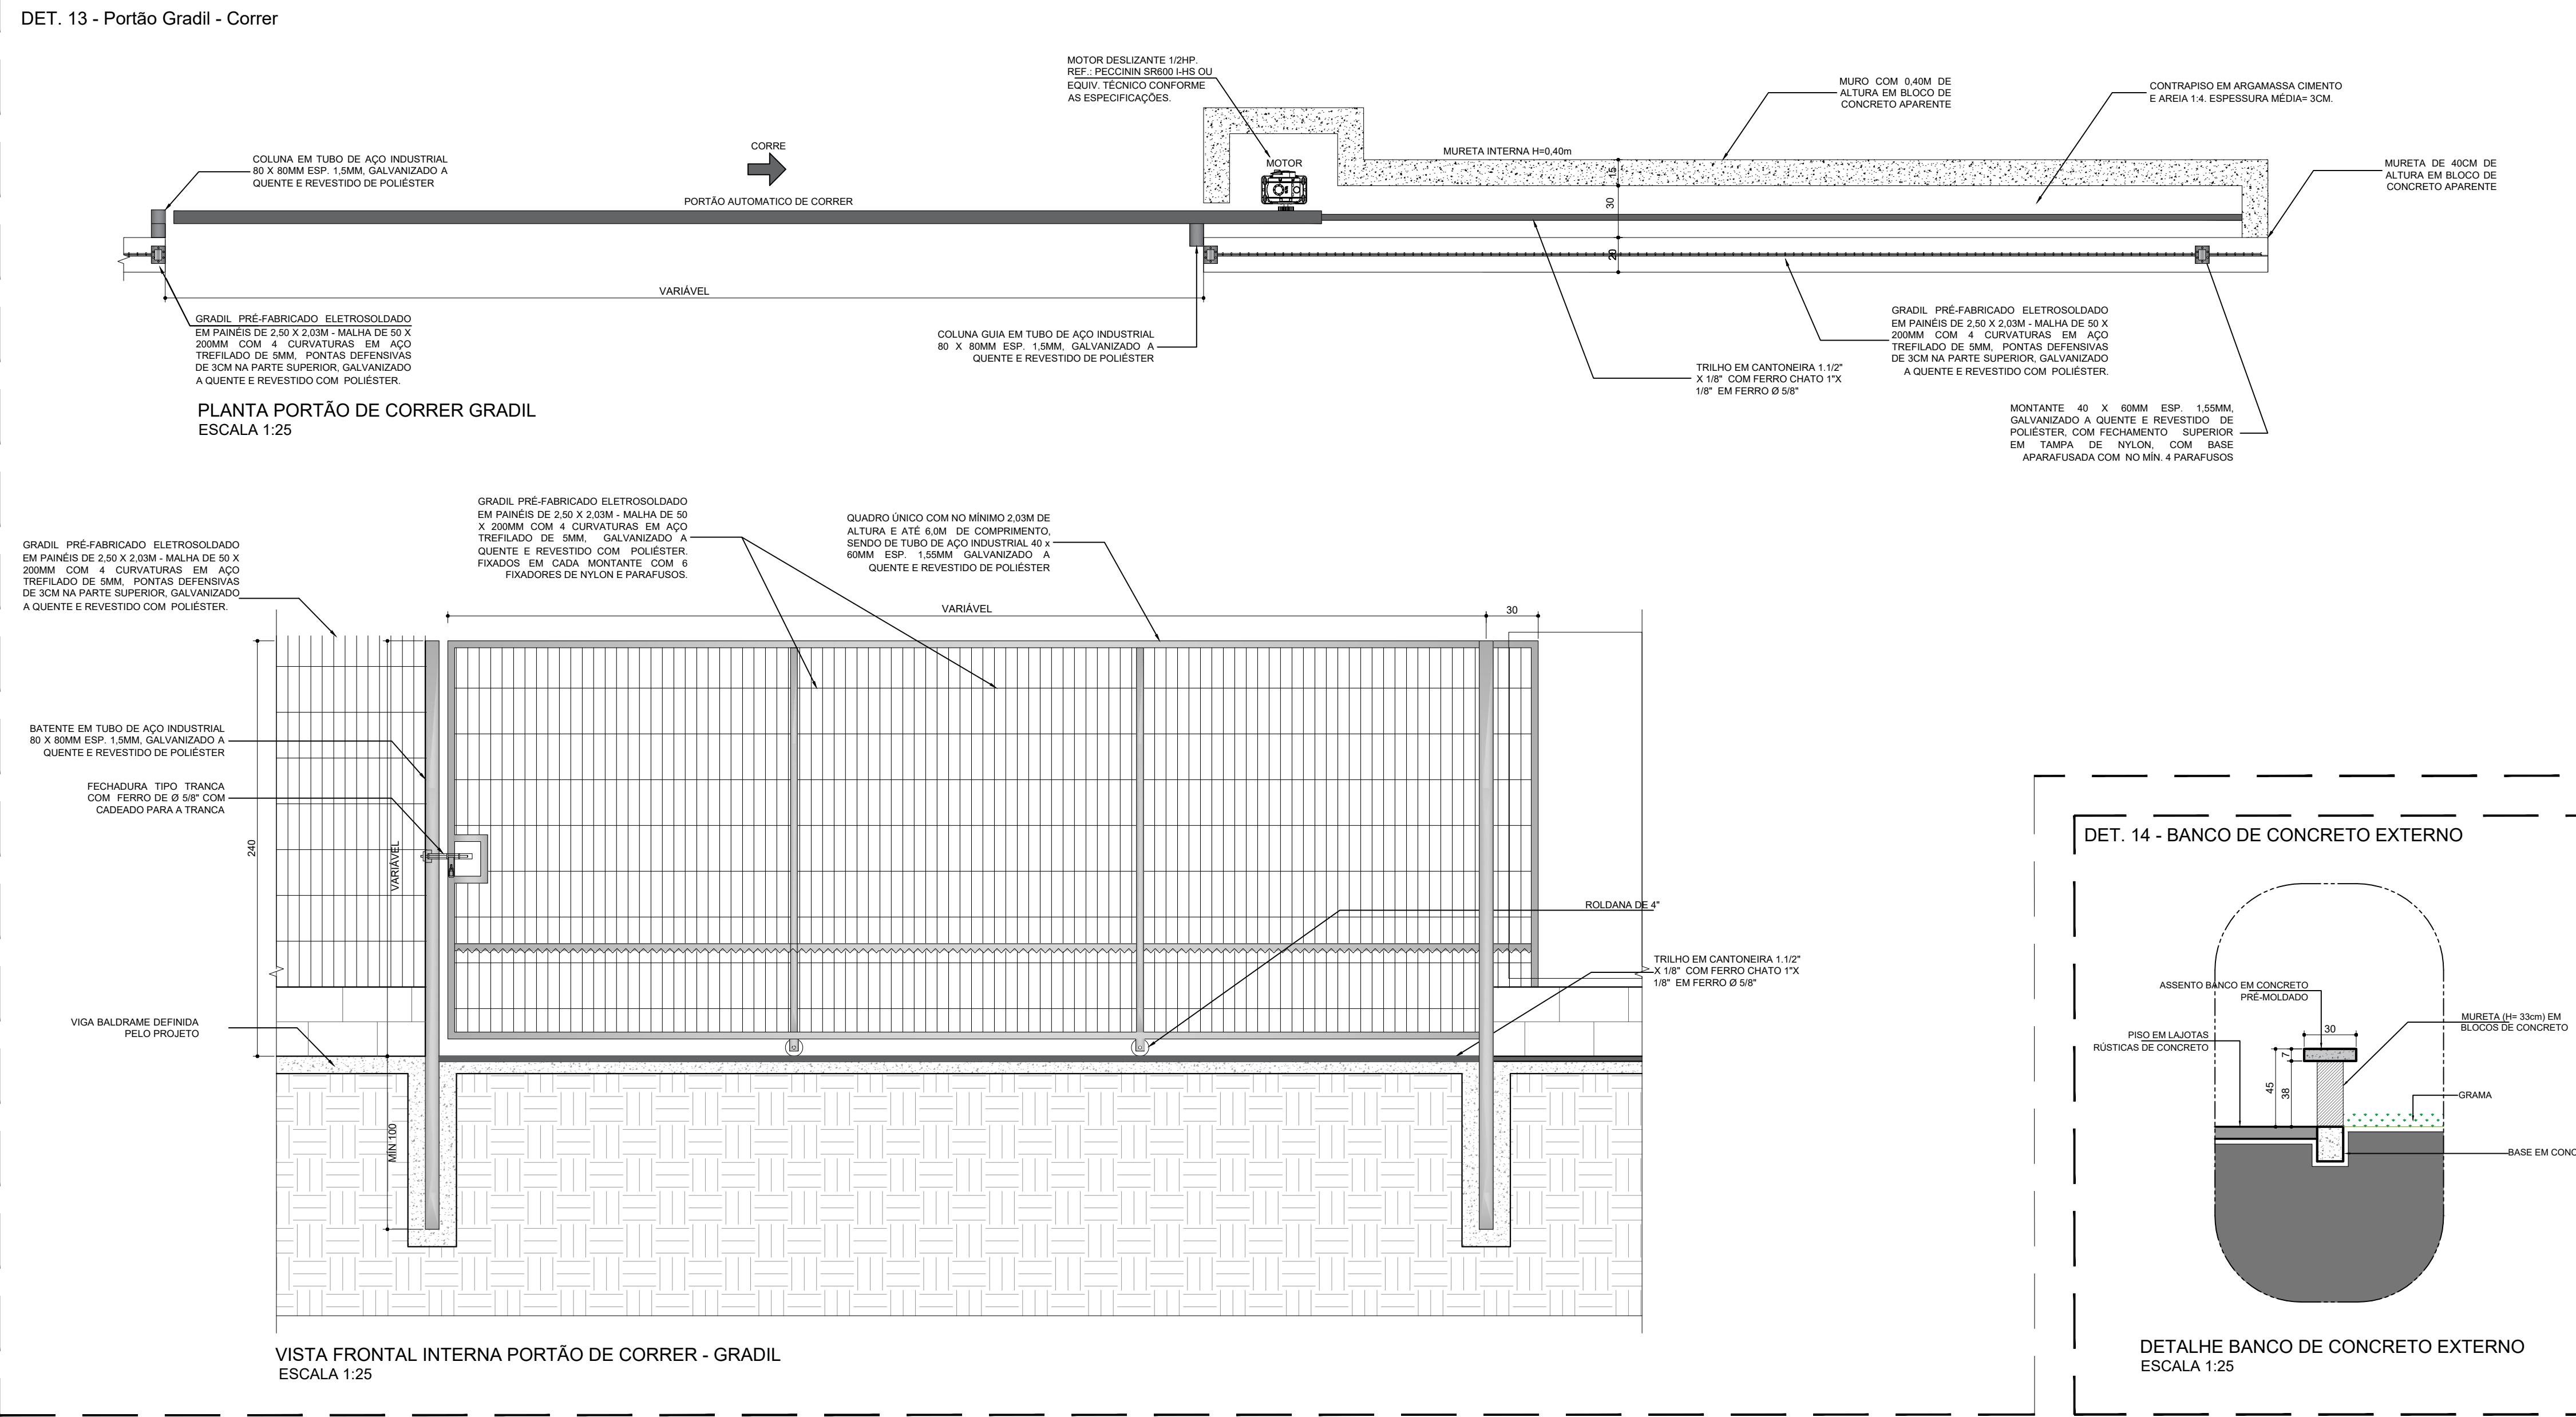 DET. 13 - Portão Gradil - Correr
MOTOR DESLIZANTE 1/2HP.
REF.: PECCININ SR600 I-HS OU
EQUIV. TÉCNICO CONFORME
AS ESPECIFICAÇÕES.
MURO COM 0,40M DE
ALTURA EM BLOCO DE
CONCRETO APARENTE
CONTRAPISO EM ARGAMASSA CIMENTO
E AREIA 1:4. ESPESSURA MÉDIA= 3CM.
CORRE
COLUNA EM TUBO DE AÇO INDUSTRIAL
80 X 80MM ESP. 1,5MM, GALVANIZADO A
QUENTE E REVESTIDO DE POLIÉSTER
MOTOR
MURETA INTERNA H=0,40m
MURETA DE 40CM DE
ALTURA EM BLOCO DE
CONCRETO APARENTE
15
30
20
PORTÃO AUTOMATICO DE CORRER
VARIÁVEL
GRADIL PRÉ-FABRICADO ELETROSOLDADO
EM PAINÉIS DE 2,50 X 2,03M - MALHA DE 50 X
200MM COM 4 CURVATURAS EM AÇO
TREFILADO DE 5MM, PONTAS DEFENSIVAS
DE 3CM NA PARTE SUPERIOR, GALVANIZADO
A QUENTE E REVESTIDO COM POLIÉSTER.
COLUNA GUIA EM TUBO DE AÇO INDUSTRIAL
80 X 80MM ESP. 1,5MM, GALVANIZADO A
QUENTE E REVESTIDO DE POLIÉSTER
GRADIL PRÉ-FABRICADO ELETROSOLDADO
EM PAINÉIS DE 2,50 X 2,03M - MALHA DE 50 X
200MM COM 4 CURVATURAS EM AÇO
TREFILADO DE 5MM, PONTAS DEFENSIVAS
DE 3CM NA PARTE SUPERIOR, GALVANIZADO
A QUENTE E REVESTIDO COM POLIÉSTER.
TRILHO EM CANTONEIRA 1.1/2"
X 1/8" COM FERRO CHATO 1"X
1/8" EM FERRO Ø 5/8"
MONTANTE 40 X 60MM ESP. 1,55MM,
GALVANIZADO A QUENTE E REVESTIDO DE
POLIÉSTER, COM FECHAMENTO SUPERIOR
EM TAMPA DE NYLON, COM BASE
APARAFUSADA COM NO MÍN. 4 PARAFUSOS
PLANTA PORTÃO DE CORRER GRADIL
ESCALA 1:25
GRADIL PRÉ-FABRICADO ELETROSOLDADO
EM PAINÉIS DE 2,50 X 2,03M - MALHA DE 50 X
200MM COM 4 CURVATURAS EM AÇO
TREFILADO DE 5MM, PONTAS DEFENSIVAS
DE 3CM NA PARTE SUPERIOR, GALVANIZADO
A QUENTE E REVESTIDO COM POLIÉSTER.
GRADIL PRÉ-FABRICADO ELETROSOLDADO
EM PAINÉIS DE 2,50 X 2,03M - MALHA DE 50
X 200MM COM 4 CURVATURAS EM AÇO
TREFILADO DE 5MM, GALVANIZADO A
QUENTE E REVESTIDO COM POLIÉSTER.
FIXADOS EM CADA MONTANTE COM 6
FIXADORES DE NYLON E PARAFUSOS.
QUADRO ÚNICO COM NO MÍNIMO 2,03M DE
ALTURA E ATÉ 6,0M DE COMPRIMENTO,
SENDO DE TUBO DE AÇO INDUSTRIAL 40 x
60MM ESP. 1,55MM GALVANIZADO A
QUENTE E REVESTIDO DE POLIÉSTER
VARIÁVEL
30
BATENTE EM TUBO DE AÇO INDUSTRIAL
80 X 80MM ESP. 1,5MM, GALVANIZADO A
QUENTE E REVESTIDO DE POLIÉSTER
FECHADURA TIPO TRANCA
COM FERRO DE Ø 5/8" COM
CADEADO PARA A TRANCA
240
VARIÁVEL
ROLDANA DE 4"
TRILHO EM CANTONEIRA 1.1/2"
X 1/8" COM FERRO CHATO 1"X
1/8" EM FERRO Ø 5/8"
VIGA BALDRAME DEFINIDA
PELO PROJETO
MÍN 100
VISTA FRONTAL INTERNA PORTÃO DE CORRER - GRADIL
ESCALA 1:25
DET. 14 - BANCO DE CONCRETO EXTERNO
ASSENTO BANCO EM CONCRETO
PRÉ-MOLDADO
MURETA (H= 33cm) EM
BLOCOS DE CONCRETO
PISO EM LAJOTAS
RÚSTICAS DE CONCRETO
30
7
45
38
GRAMA
BASE EM CONC
DETALHE BANCO DE CONCRETO EXTERNO
ESCALA 1:25